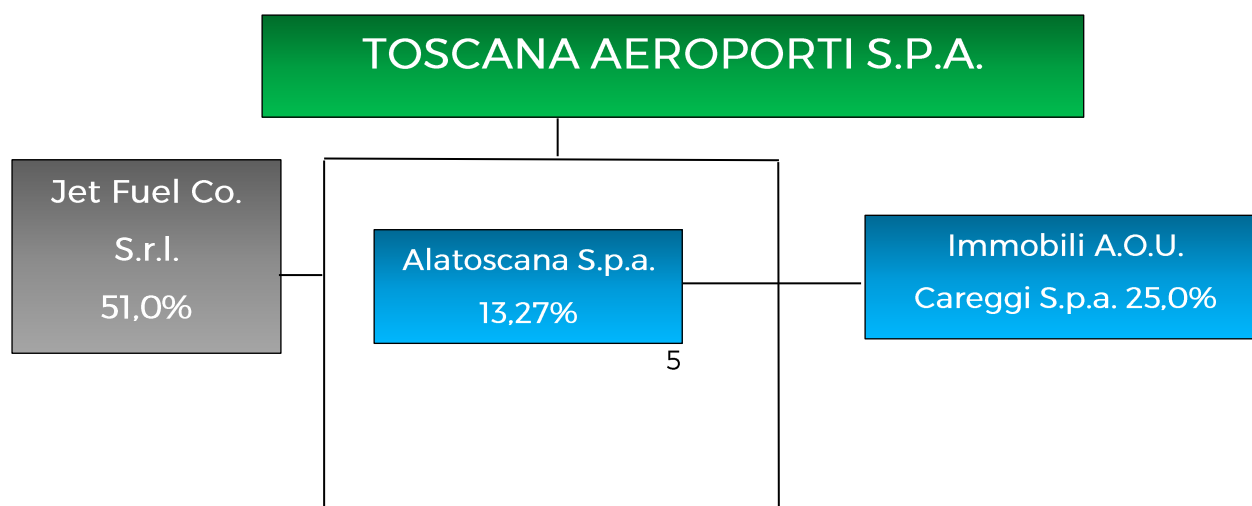 TOSCANA AEROPORTI S.P.A.
Jet Fuel Co.
S.r.l.
51,0%
Alatoscana S.p.a.
13,27%
5
Immobili A.O.U.
Careggi S.p.a. 25,0%